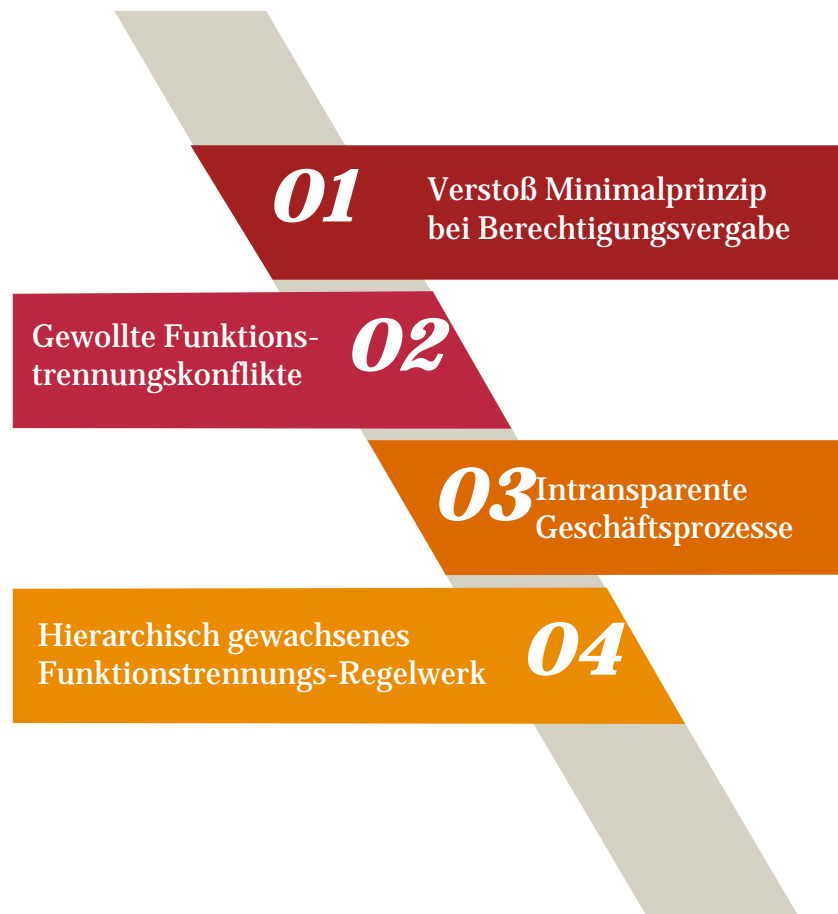 01
Verstoß Minimalprinzip
bei Berechtigungsvergabe
Gewollte Funktions-
trennungskonflikte
02
03
Intransparente
Geschäftsprozesse
Hierarchisch gewachsenes
Funktionstrennungs-Regelwerk
04